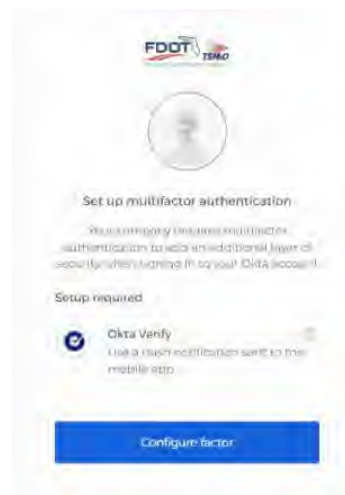 FDOT
TSM&O
Set up multifactor authentication
Your company requires multifactor
authentication to add an additional layer of
security when signing in to your Okta account
Setup required
Okta Verify
Use a push notification sent to the
mobile app.
Configure factor